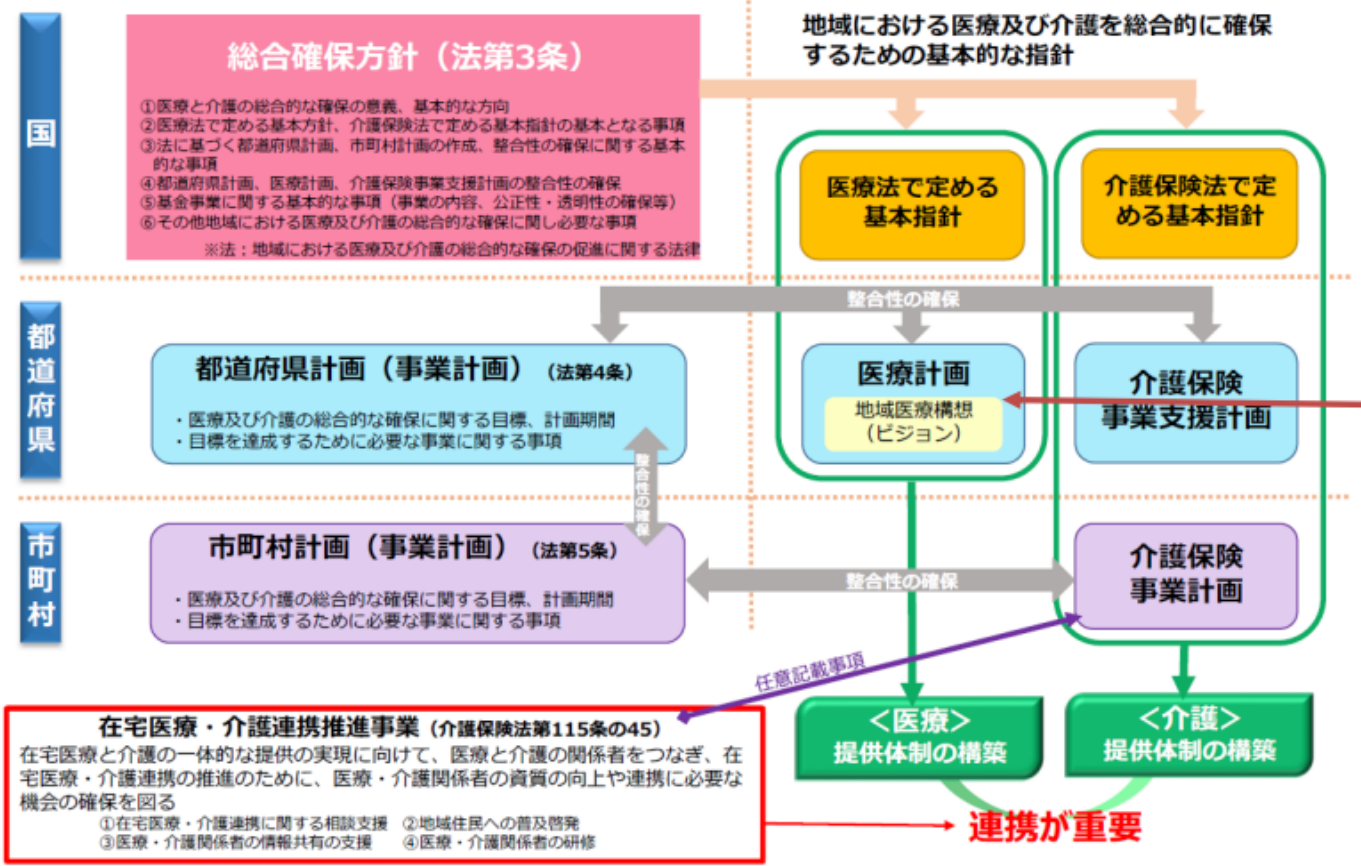 国
総合確保方針（法第3条）
①医療と介護の総合的な確保の意義、基本的な方向
②医療法で定める基本方針、介護保険法で定める基本指針の基本となる事項
③法に基づく都道府県計画、市町村計画の作成、整合性の確保に関する基本
的な事項
④都道府県計画、医療計画、介護保険事業支援計画の整合性の確保
⑤基金事業に関する基本的な事項（事業の内容、公正性・透明性の確保等）
⑥その他地域における医療及び介護の総合的な確保に関し必要な事項
※法：地域における医療及び介護の総合的な確保の促進に関する法律
地域における医療及び介護を総合的に確保
するための基本的な指針
医療法で定める
基本指針
介護保険法で定
める基本指針
都道府県
整合性の確保
都道府県計画（事業計画）（法第4条）
・医療及び介護の総合的な確保に関する目標、計画期間
・目標を達成するために必要な事業に関する事項
医療計画
地域医療構想
（ビジョン）
介護保険
事業支援計画
整合性の確保
市町村
市町村計画（事業計画）（法第5条）
・医療及び介護の総合的な確保に関する目標、計画期間
・目標を達成するために必要な事業に関する事項
整合性の確保
介護保険
事業計画
任意記載事項
在宅医療・介護連携推進事業（介護保険法第115条の45）
在宅医療と介護の一体的な提供の実現に向けて、医療と介護の関係者をつなぎ、在
宅医療・介護連携の推進のために、医療・介護関係者の資質の向上や連携に必要な
機会の確保を図る
①在宅医療・介護連携に関する相談支援 ②地域住民への普及啓発
③医療・介護関係者の情報共有の支援 ④医療・介護関係者の研修
＜医療＞
提供体制の構築
＜介護＞
提供体制の構築
連携が重要